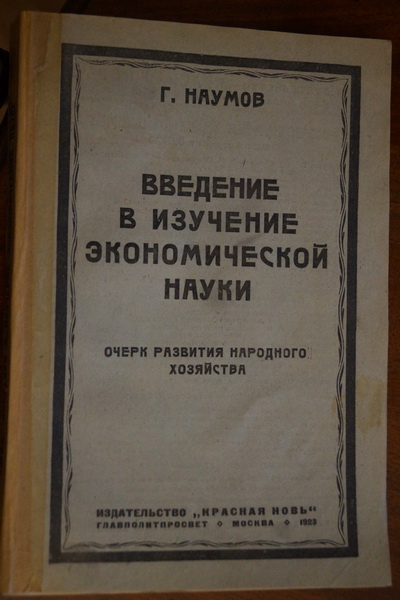 Г. НАУМОВ
ВВЕДЕНИЕ
В ИЗУЧЕНИЕ
ЭКОНОМИЧЕСКОЙ
НАУКИ
ОЧЕРК РАЗВИТИЯ НАРОДНОГО
ХОЗЯЙСТВА
ИЗДАТЕЛЬСТВО „КРАСНАЯ НОВЬ“
ГЛАВПОЛИТПРОСВЕТ ◇ МОСКВА ◇ 1923